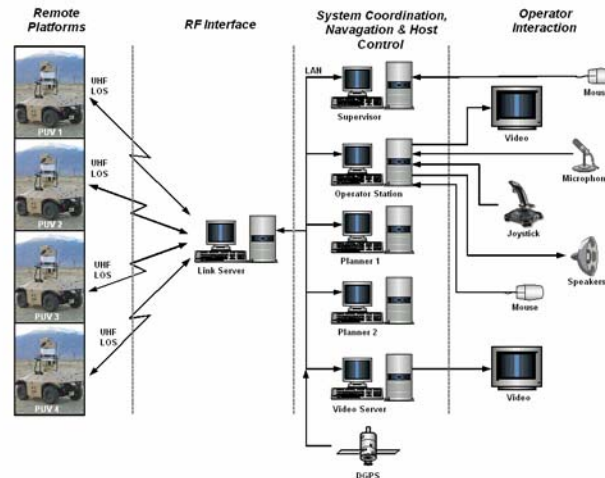 Remote
Platforms
RF Interface
System Coordination,
Navagation & Host
Control
Operator
Interaction
UHF
LOS
PUV 1
UHF
LOS
PUV 2
UHF
LOS
PUV 3
UHF
LOS
PUV 4
Link Server
LAN
Supervisor
Operator Station
Planner 1
Planner 2
Video Server
DGPS
Mouse
Video
Microphone
Joystick
Speakers
Mouse
Video